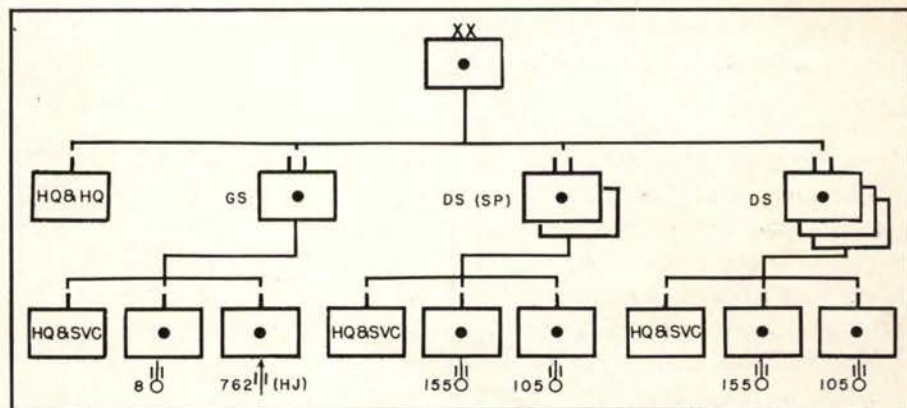 XX
HQ & HQ
GS
DS (SP)
DS
HQ&SVC
HQ&SVC
HQ&SVC
8
762 (HJ)
155
105
155
105